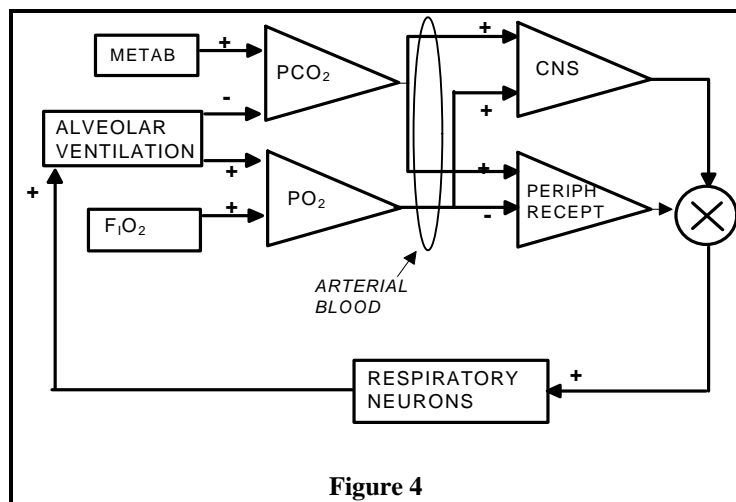 METAB
+
PCO₂
+
CNS
-
+
ALVEOLAR
VENTILATION
+
+
+
PERIPH
RECEPT
-
PO₂
+
FIO₂
ARTERIAL
BLOOD
RESPIRATORY
NEURONS
+
Figure 4